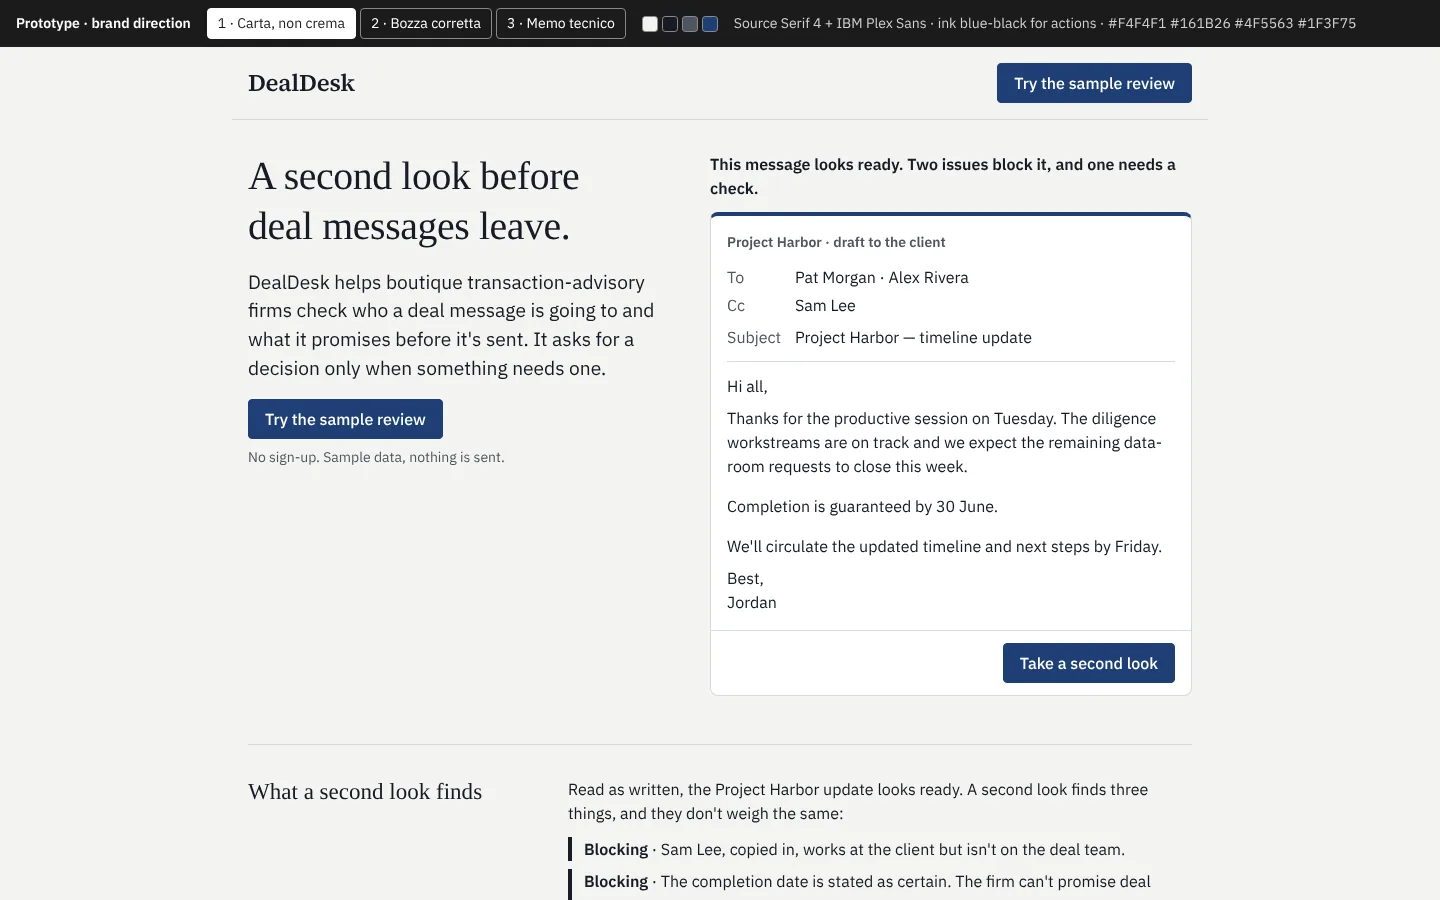 Prototype · brand direction
1 · Carta, non crema
2 · Bozza corretta
3 · Memo tecnico
Source Serif 4 + IBM Plex Sans · ink blue-black for actions · #F4F4F1 #161B26 #4F5563 #1F3F75
DealDesk
Try the sample review
A second look before
deal messages leave.
DealDesk helps boutique transaction-advisory
firms check who a deal message is going to and
what it promises before it's sent. It asks for a
decision only when something needs one.
Try the sample review
No sign-up. Sample data, nothing is sent.
This message looks ready. Two issues block it, and one needs a
check.
Project Harbor · draft to the client
To Pat Morgan · Alex Rivera
Cc Sam Lee
Subject Project Harbor — timeline update
Hi all,
Thanks for the productive session on Tuesday. The diligence
workstreams are on track and we expect the remaining data-
room requests to close this week.
Completion is guaranteed by 30 June.
We'll circulate the updated timeline and next steps by Friday.
Best,
Jordan
Take a second look
What a second look finds
Read as written, the Project Harbor update looks ready. A second look finds three
things, and they don't weigh the same:
Blocking · Sam Lee, copied in, works at the client but isn't on the deal team.
Blocking · The completion date is stated as certain. The firm can't promise deal